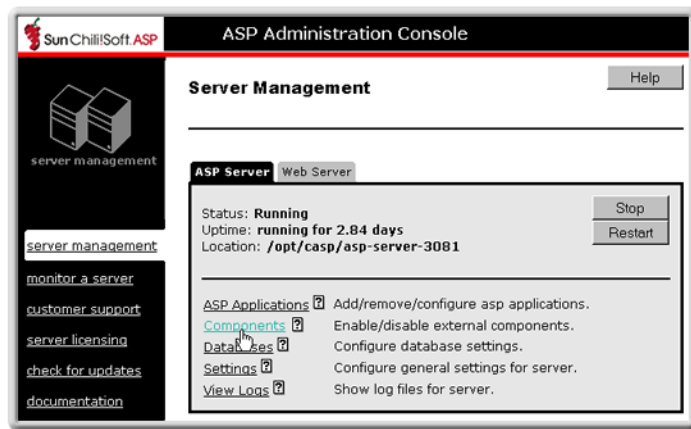 Sun Chili!Soft. ASP
ASP Administration Console
Server Management
Help
server management
ASP Server
Web Server
Status: Running
Uptime: running for 2.84 days
Location: /opt/casp/asp-server-3081
Stop
Restart
server management
monitor a server
customer support
server licensing
check for updates
documentation
ASP Applications ? Add/remove/configure asp applications.
Components ? Enable/disable external components.
Databases ? Configure database settings.
Settings ? Configure general settings for server.
View Logs ? Show log files for server.